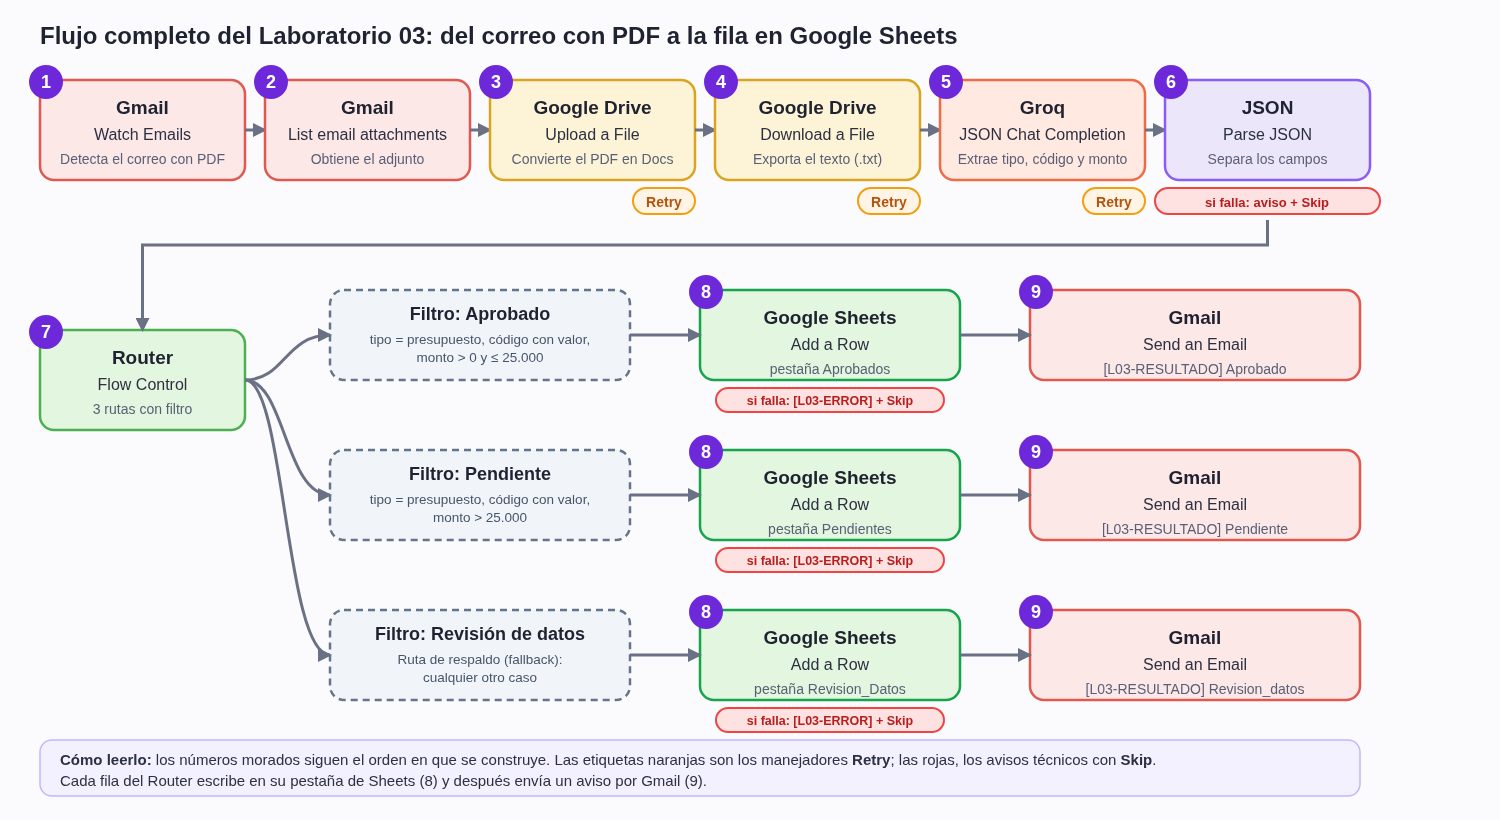 Flujo completo del Laboratorio 03: del correo con PDF a la fila en Google Sheets
1
Gmail
Watch Emails
Detecta el correo con PDF
2
Gmail
List email attachments
Obtiene el adjunto
3
Google Drive
Upload a File
Convierte el PDF en Docs
Retry
4
Google Drive
Download a File
Exporta el texto (.txt)
Retry
5
Groq
JSON Chat Completion
Extrae tipo, código y monto
Retry
6
JSON
Parse JSON
Separa los campos
si falla: aviso + Skip
7
Router
Flow Control
3 rutas con filtro
Filtro: Aprobado
tipo = presupuesto, código con valor,
monto > 0 y ≤ 25.000
8
Google Sheets
Add a Row
pestaña Aprobados
si falla: [L03-ERROR] + Skip
9
Gmail
Send an Email
[L03-RESULTADO] Aprobado
Filtro: Pendiente
tipo = presupuesto, código con valor,
monto > 25.000
8
Google Sheets
Add a Row
pestaña Pendientes
si falla: [L03-ERROR] + Skip
9
Gmail
Send an Email
[L03-RESULTADO] Pendiente
Filtro: Revisión de datos
Ruta de respaldo (fallback):
cualquier otro caso
8
Google Sheets
Add a Row
pestaña Revision_Datos
si falla: [L03-ERROR] + Skip
9
Gmail
Send an Email
[L03-RESULTADO] Revision_datos
Cómo leerlo: los números morados siguen el orden en que se construye. Las etiquetas naranjas son los manejadores Retry; las rojas, los avisos técnicos con Skip.
Cada fila del Router escribe en su pestaña de Sheets (8) y después envía un aviso por Gmail (9).